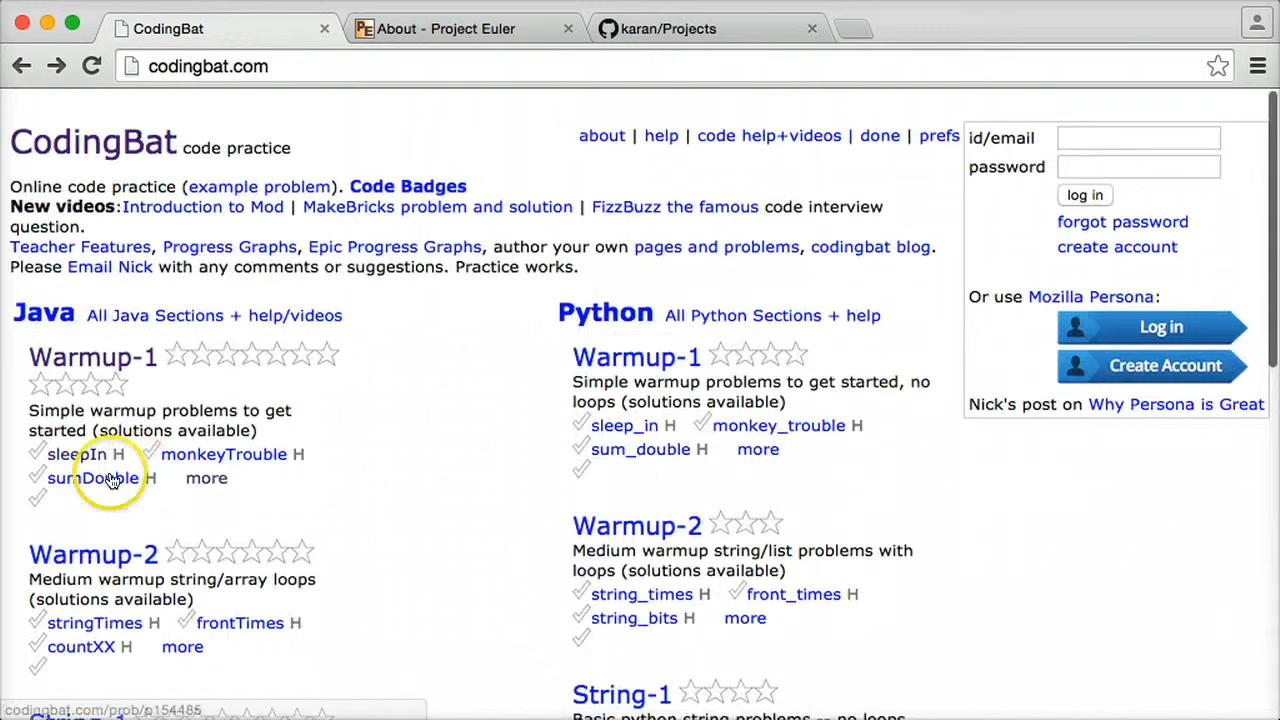 CodingBat
About - Project Euler
karan/Projects
codingbat.com
CodingBat code practice
about | help | code help+videos | done | prefs
id/email
password
log in
forgot password
create account
Online code practice (example problem). Code Badges
New videos:Introduction to Mod | MakeBricks problem and solution | FizzBuzz the famous code interview
question.
Teacher Features, Progress Graphs, Epic Progress Graphs, author your own pages and problems, codingbat blog.
Please Email Nick with any comments or suggestions. Practice works.
Or use Mozilla Persona:
Log in
Create Account
Nick's post on Why Persona is Great
Java All Java Sections + help/videos
Warmup-1
Simple warmup problems to get
started (solutions available)
sleepIn H monkeyTrouble H
sumDouble H more
Warmup-2
Medium warmup string/array loops
(solutions available)
stringTimes H frontTimes H
countXX H more
String-1
Python All Python Sections + help
Warmup-1
Simple warmup problems to get started, no
loops (solutions available)
sleep_in H monkey_trouble H
sum_double H more
Warmup-2
Medium warmup string/list problems with
loops (solutions available)
string_times H front_times H
string_bits H more
String-1
Basic python string problems -- no loops
codingbat.com/prob/p154485